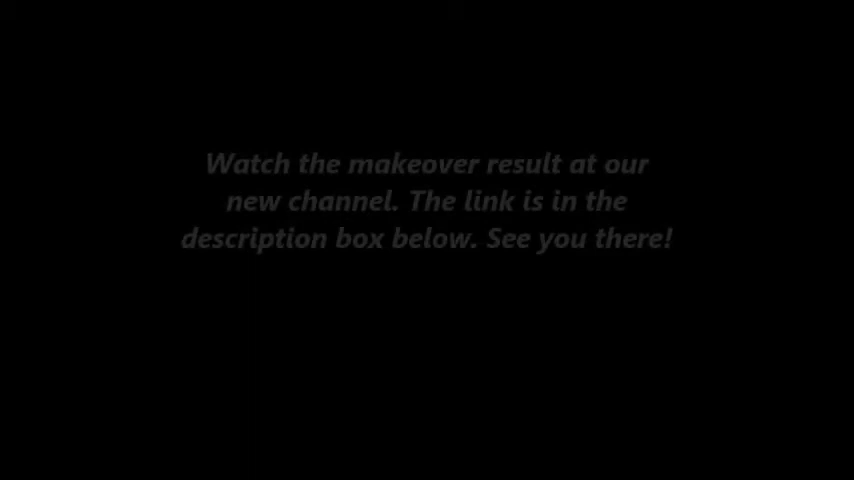 Watch the makeover result at our
new channel. The link is in the
description box below. See you there!